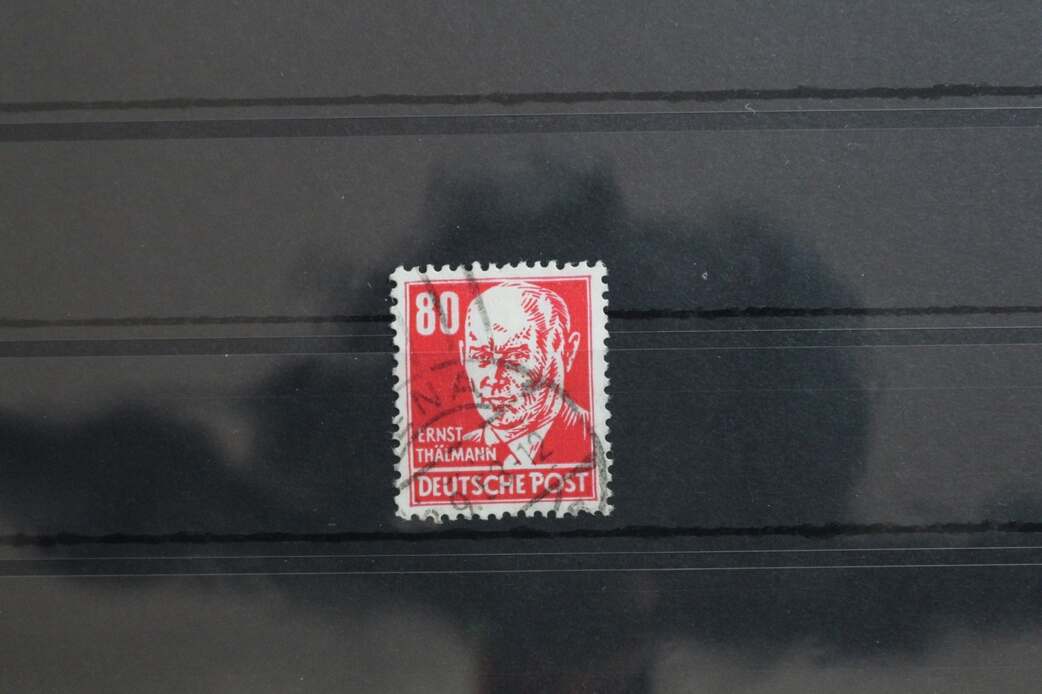 80
ERNST
THÄLMANN
DEUTSCHE POST